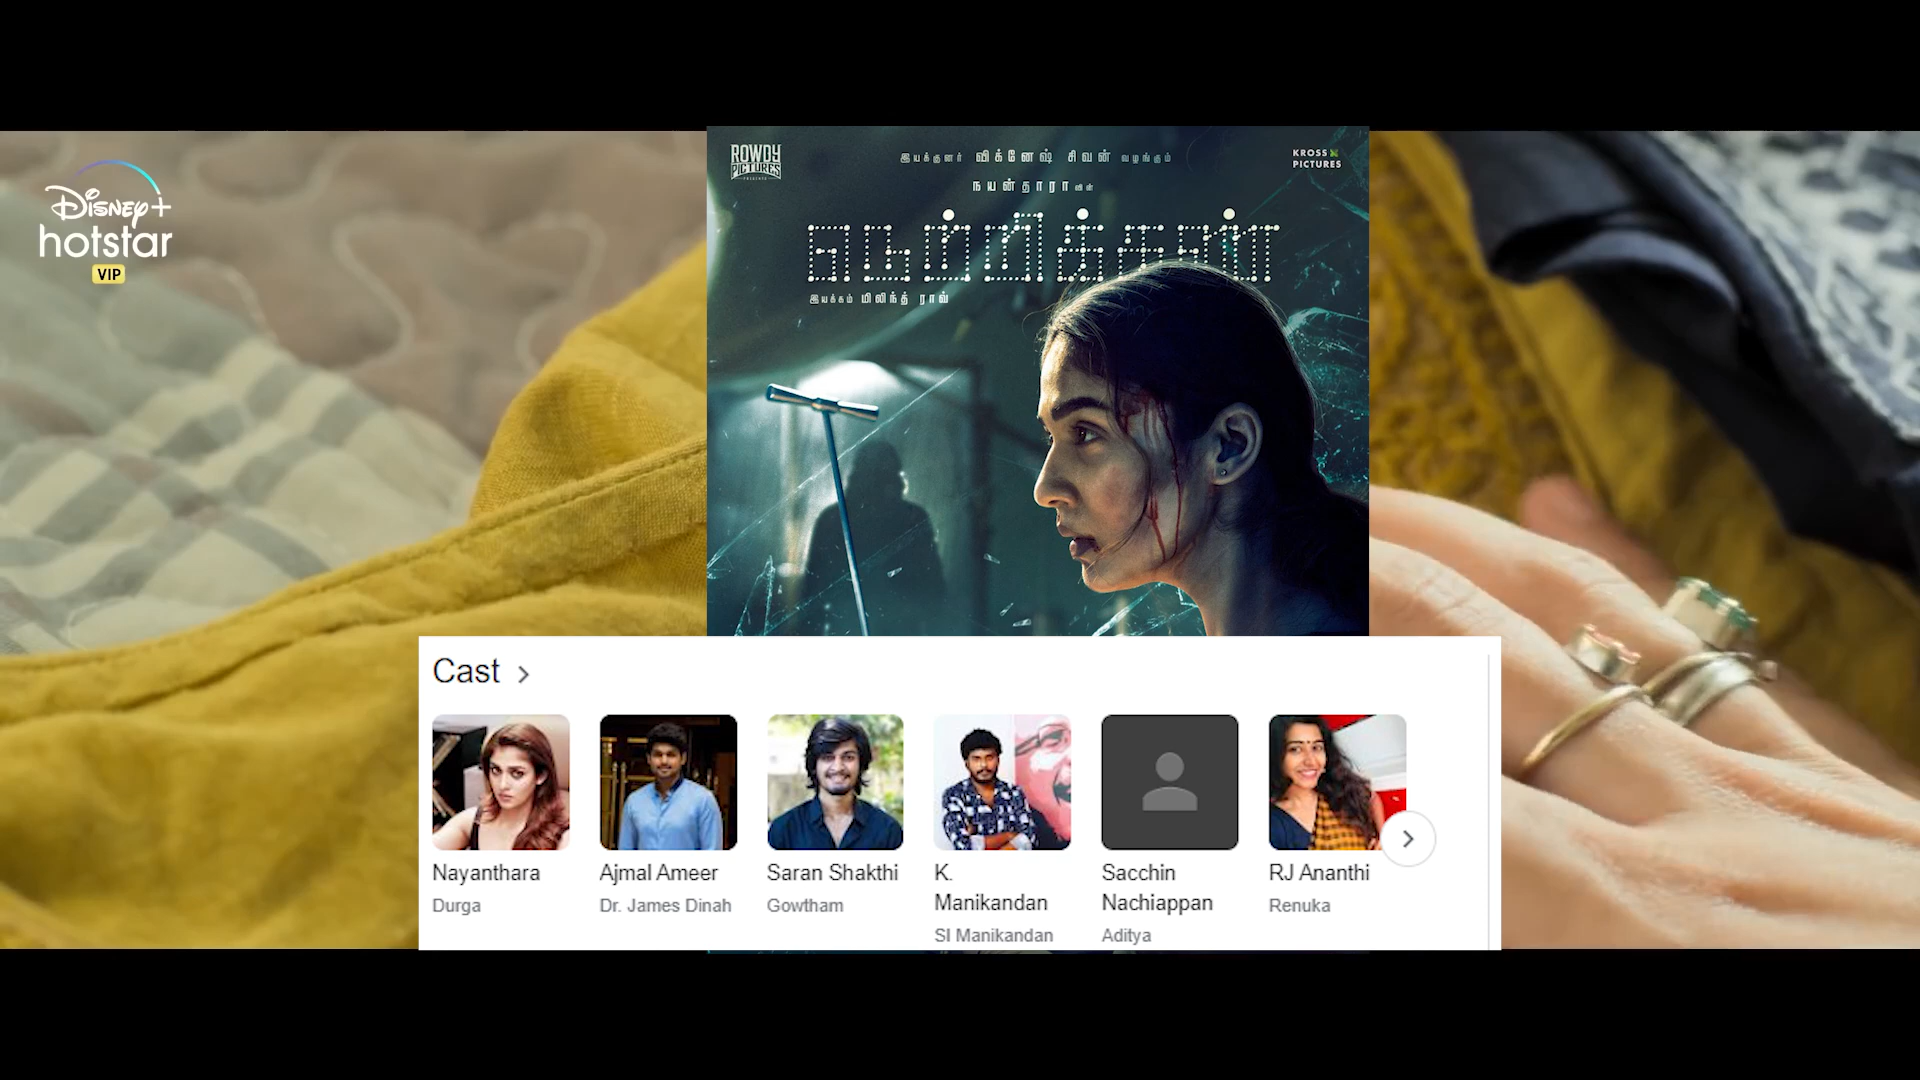 Disney+
hotstar
VIP
ROWDY
PICTURES
இயக்குனர் விக்னேஷ் சிவன் வழங்கும்
KROSS
PICTURES
நயன்தாரா வின்
நெற்றிக்கண்
இயக்கம் மிலிந்த் ராவ்
Cast
Nayanthara
Durga
Ajmal Ameer
Dr. James Dinah
Saran Shakthi
Gowtham
K.
Manikandan
SI Manikandan
Sacchin
Nachiappan
Aditya
RJ Ananthi
Renuka